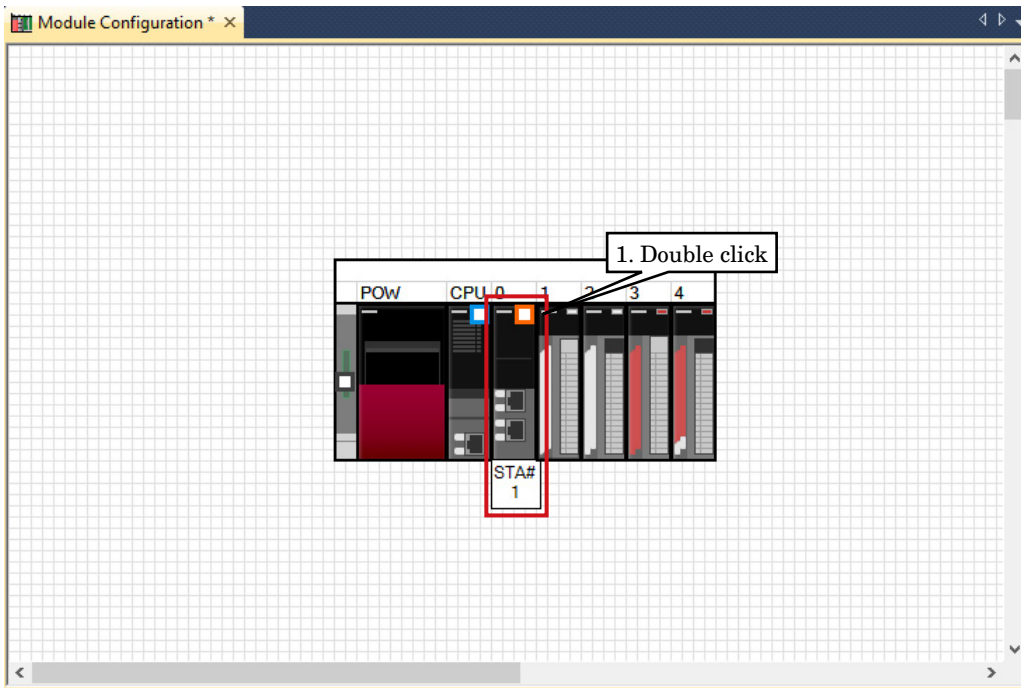 Module Configuration *
1. Double click
POW CPU 0 1 2 3 4
STA#
1